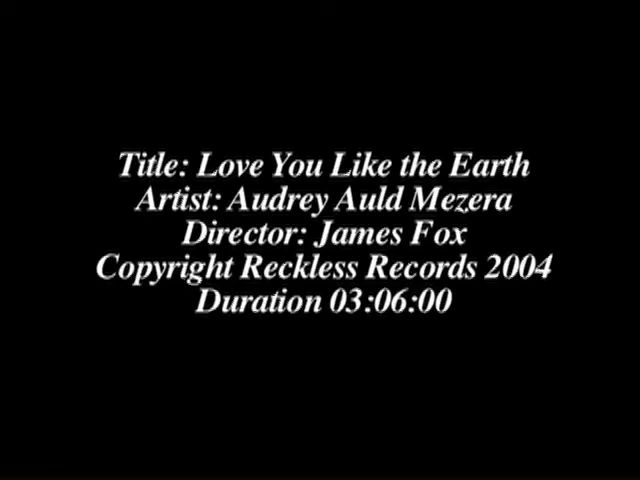 Title: Love You Like the Earth
Artist: Audrey Auld Mezera
Director: James Fox
Copyright Reckless Records 2004
Duration 03:06:00